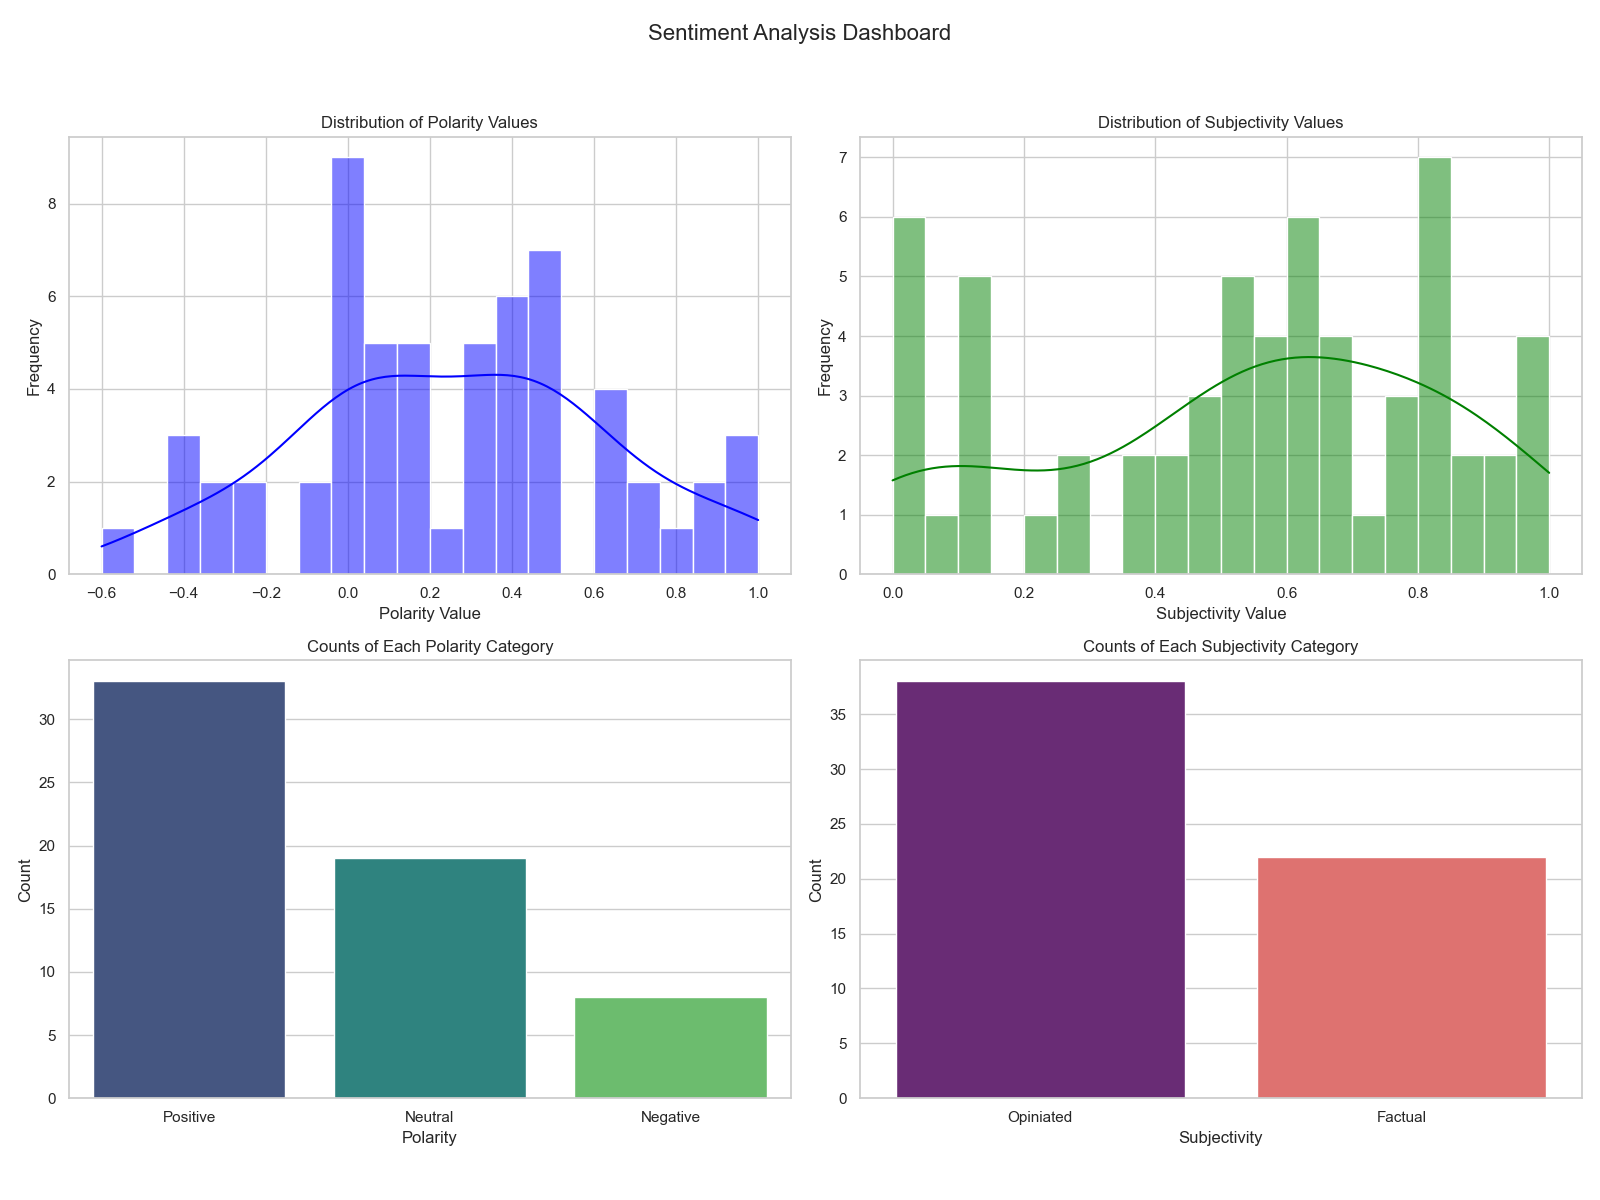 Sentiment Analysis Dashboard
Distribution of Polarity Values
Frequency
0
2
4
6
8
−0.6
−0.4
−0.2
0.0
0.2
0.4
0.6
0.8
1.0
Polarity Value
Distribution of Subjectivity Values
Frequency
0
1
2
3
4
5
6
7
0.0
0.2
0.4
0.6
0.8
1.0
Subjectivity Value
Counts of Each Polarity Category
Count
0
5
10
15
20
25
30
Positive
Neutral
Negative
Polarity
Counts of Each Subjectivity Category
Count
0
5
10
15
20
25
30
35
Opiniated
Factual
Subjectivity